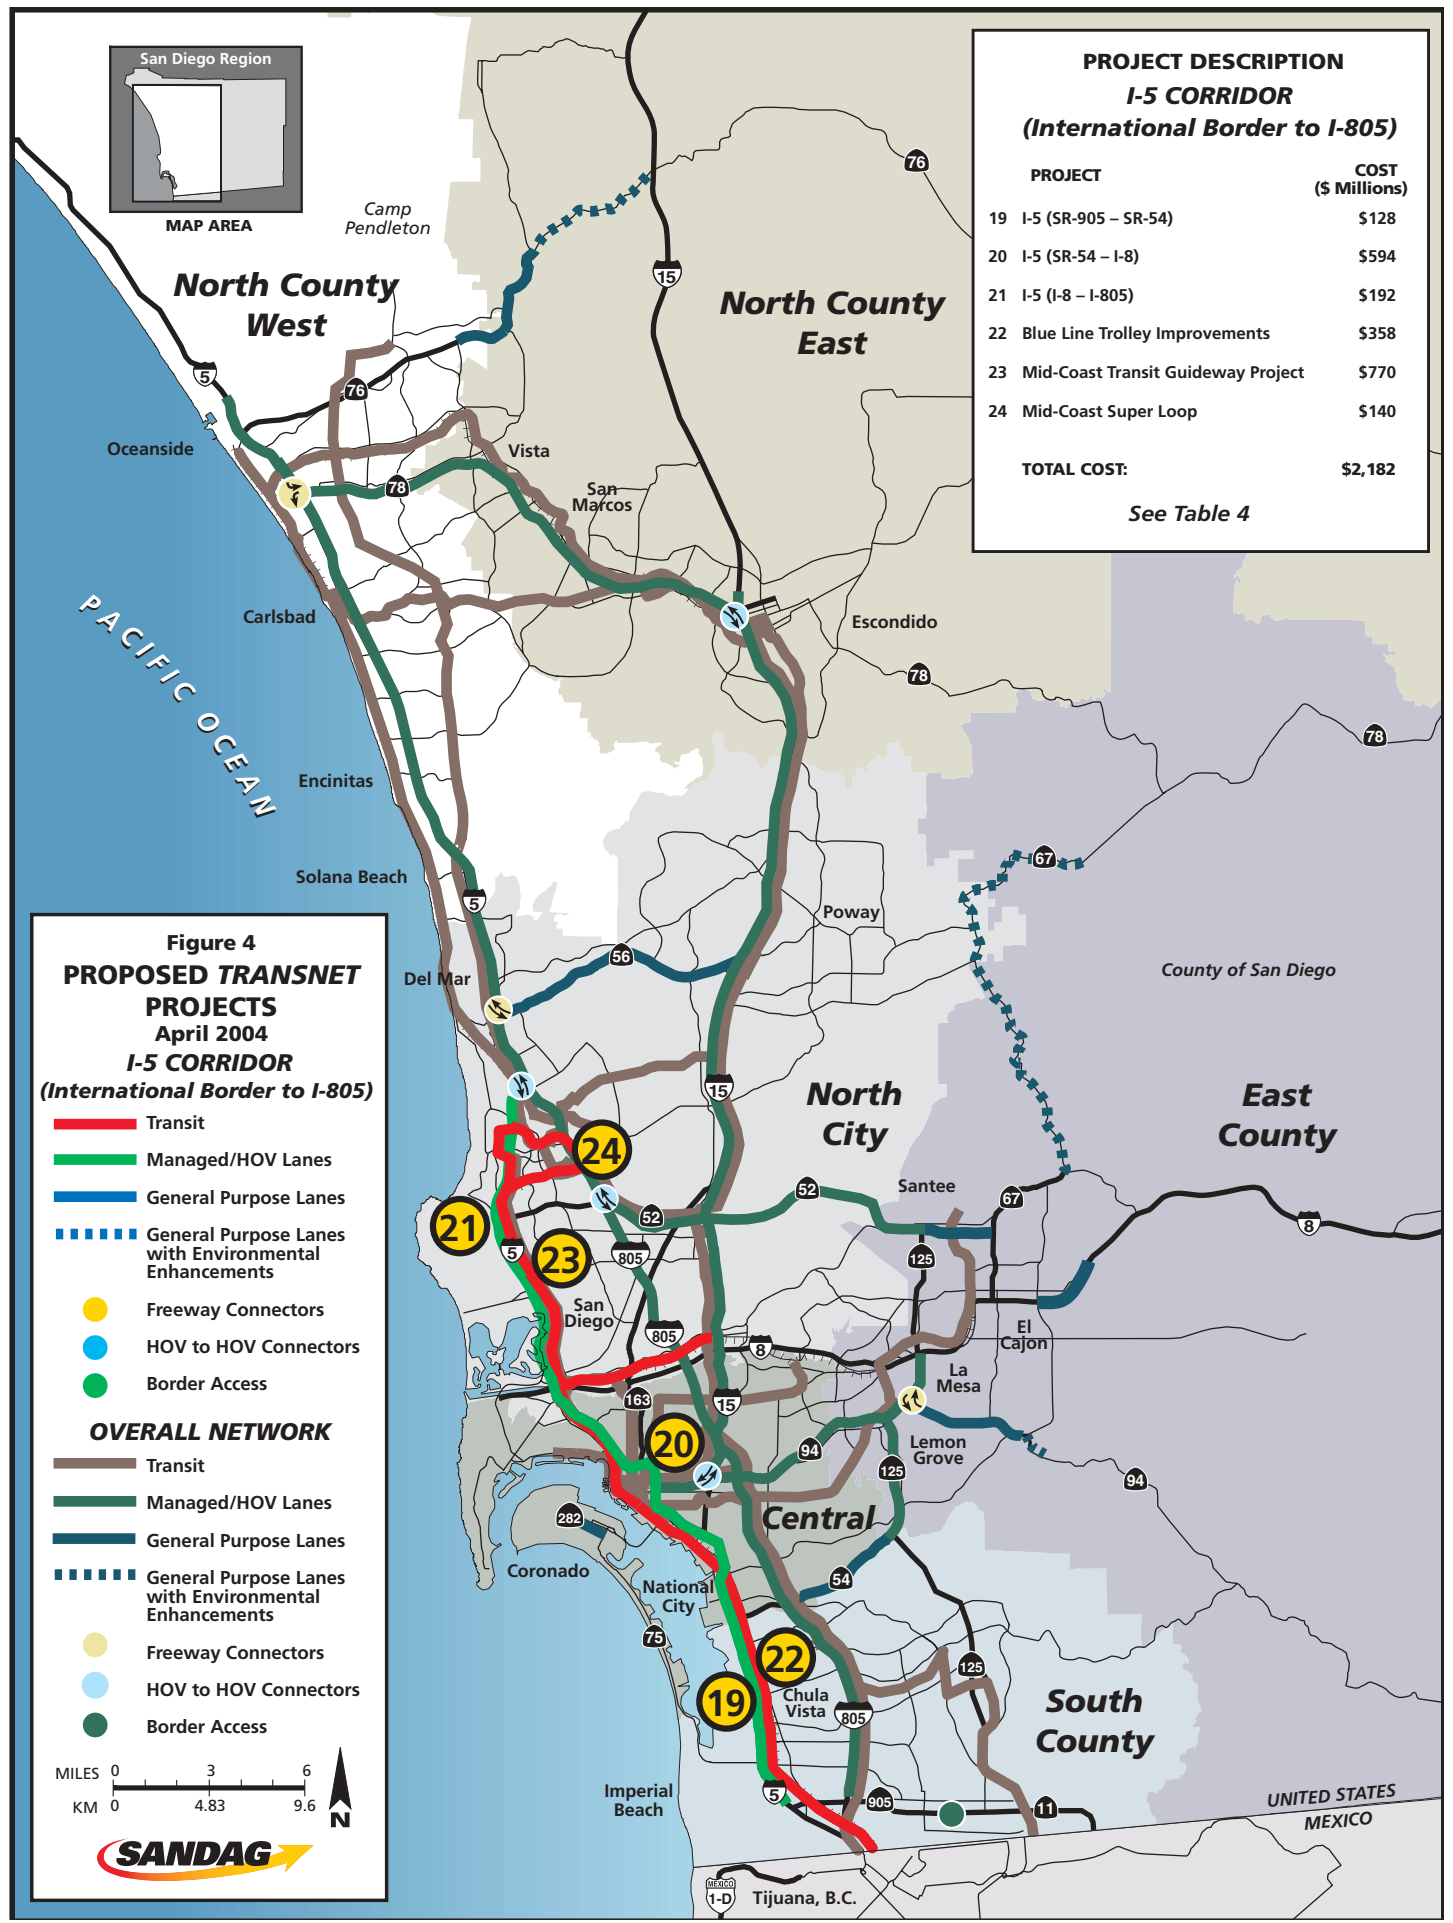 San Diego Region
MAP AREA
PROJECT DESCRIPTION
I-5 CORRIDOR
(International Border to I-805)
PROJECT COST
($ Millions)
19 I-5 (SR-905 – SR-54) $128
20 I-5 (SR-54 – I-8) $594
21 I-5 (I-8 – I-805) $192
22 Blue Line Trolley Improvements $358
23 Mid-Coast Transit Guideway Project $770
24 Mid-Coast Super Loop $140
TOTAL COST: $2,182
See Table 4
Camp
Pendleton
76
15
North County
West
North County
East
5
76
Oceanside
Vista
78
San
Marcos
PACIFIC OCEAN
Carlsbad
Escondido
78
78
Encinitas
67
Solana Beach
5
Poway
56
Del Mar
County of San Diego
15
North
City
East
County
24
52
Santee
67
52
21
8
5
23
805
125
San
Diego
805
8
El
Cajon
La
Mesa
163
15
20
94
Lemon
Grove
125
94
282
Central
Coronado
54
National
City
75
22
125
19
Chula
Vista
805
South
County
Imperial
Beach
5
905
11
UNITED STATES
MEXICO
MEXICO
1-D
Tijuana, B.C.
Figure 4
PROPOSED TRANSNET
PROJECTS
April 2004
I-5 CORRIDOR
(International Border to I-805)
Transit
Managed/HOV Lanes
General Purpose Lanes
General Purpose Lanes
with Environmental
Enhancements
Freeway Connectors
HOV to HOV Connectors
Border Access
OVERALL NETWORK
Transit
Managed/HOV Lanes
General Purpose Lanes
General Purpose Lanes
with Environmental
Enhancements
Freeway Connectors
HOV to HOV Connectors
Border Access
MILES 0 3 6
KM 0 4.83 9.6
N
SANDAG